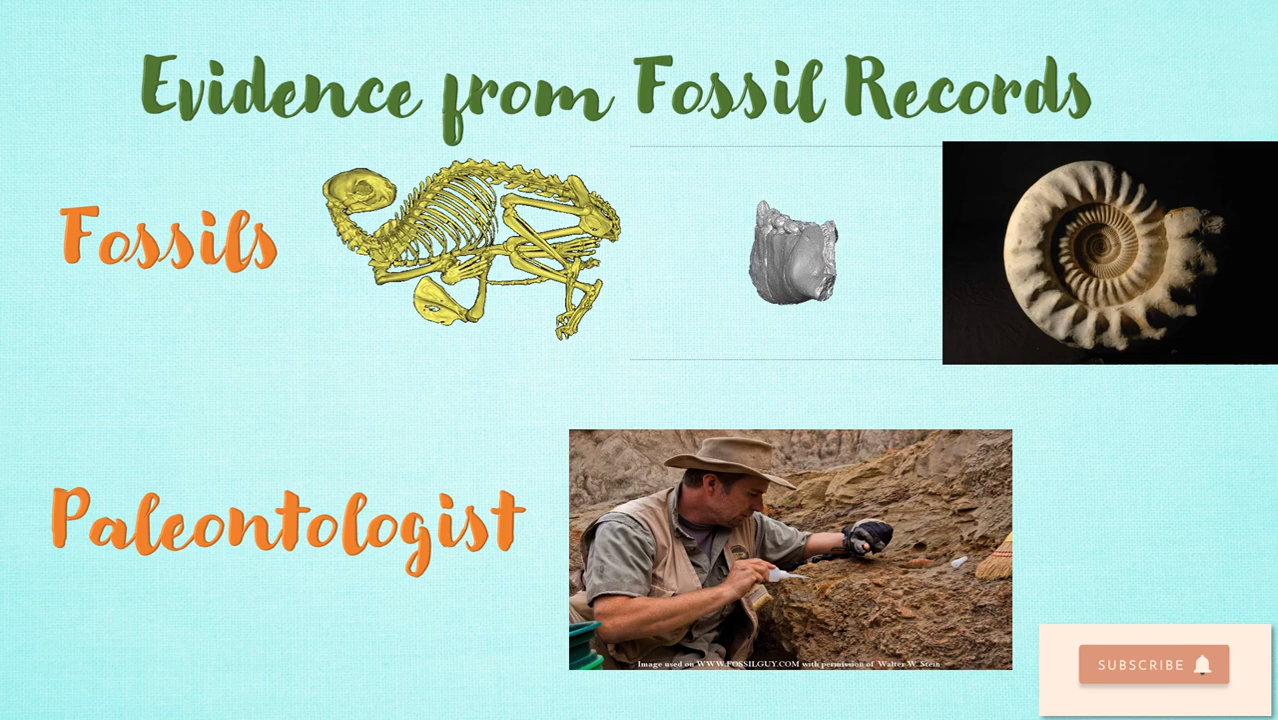 Evidence from Fossil Records
Fossils
Paleontologist
Image used on WWW.FOSSILGUY.COM with permission of Walter W. Stein
SUBSCRIBE